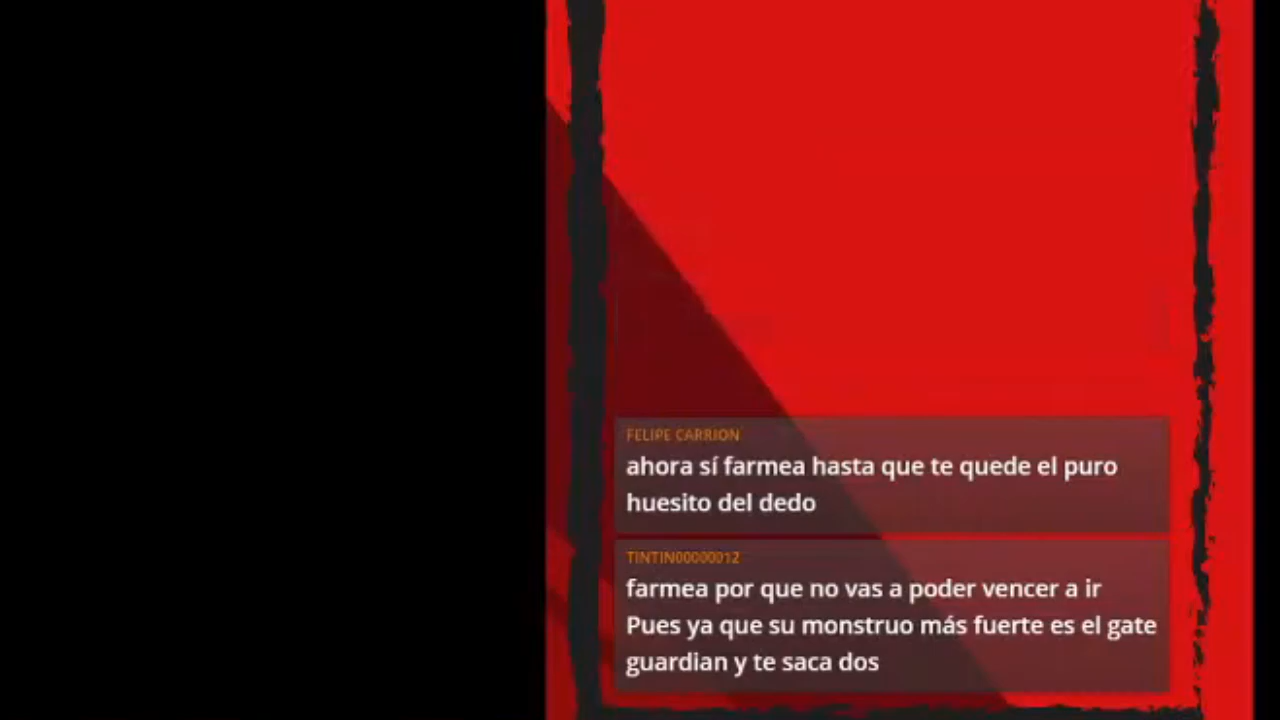 FELIPE CARRION
ahora sí farmea hasta que te quede el puro
huesito del dedo
TINTIN00000012
farmea por que no vas a poder vencer a ir
Pues ya que su monstruo más fuerte es el gate
guardian y te saca dos